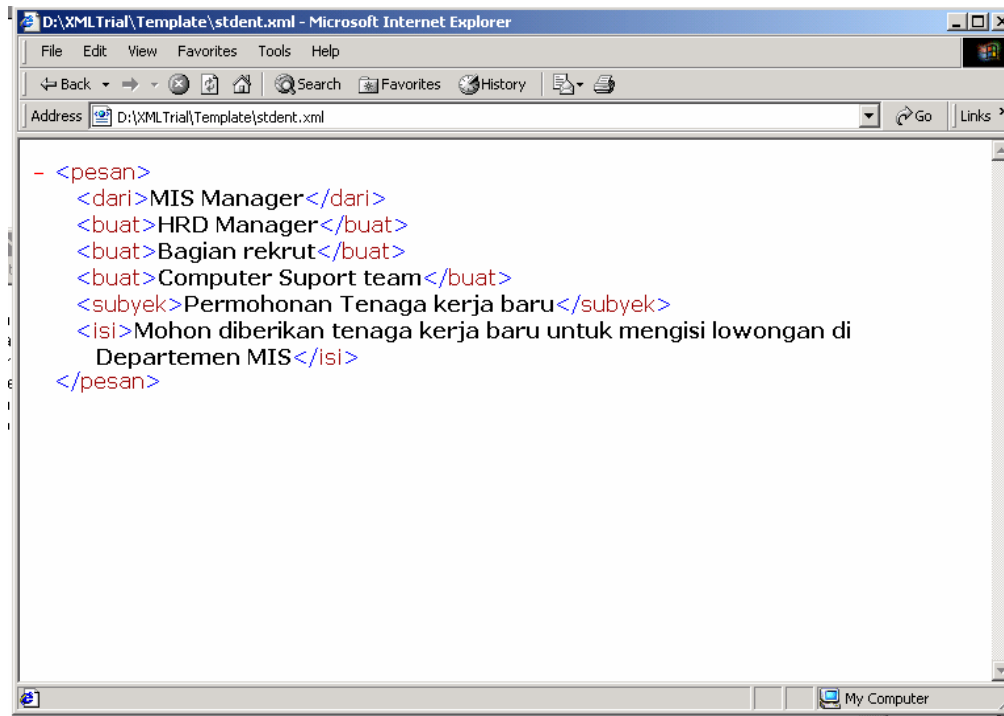 D:\XMLTrial\Template\stdent.xml - Microsoft Internet Explorer
File Edit View Favorites Tools Help
Back Search Favorites History
Address D:\XMLTrial\Template\stdent.xml Go Links
- <pesan>
<dari>MIS Manager</dari>
<buat>HRD Manager</buat>
<buat>Bagian rekrut</buat>
<buat>Computer Suport team</buat>
<subyek>Permohonan Tenaga kerja baru</subyek>
<isi>Mohon diberikan tenaga kerja baru untuk mengisi lowongan di
Departemen MIS</isi>
</pesan>
My Computer